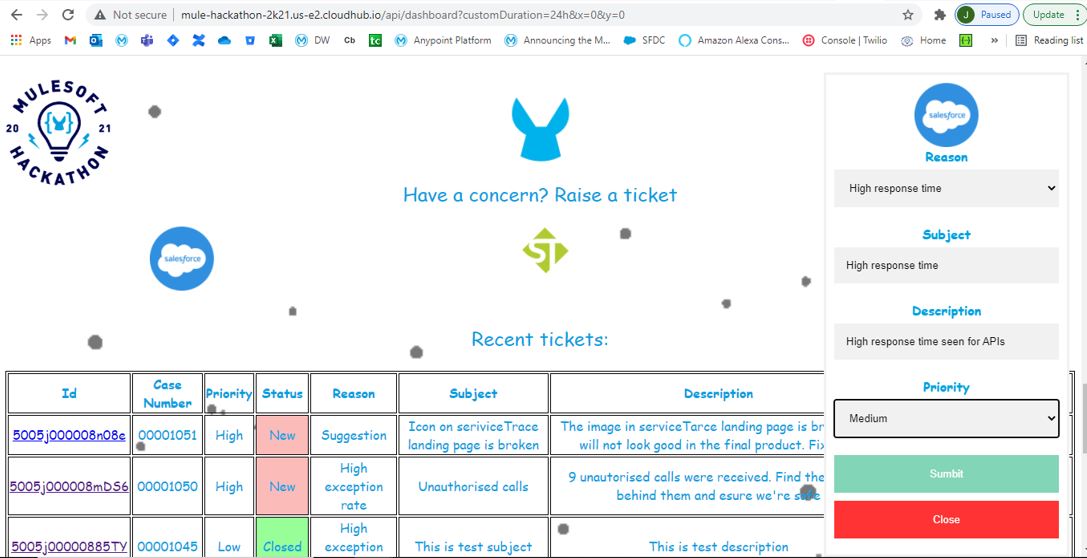 Not secure | mule-hackathon-2k21.us-e2.cloudhub.io/api/dashboard?customDuration=24h&x=0&y=0
J Paused
Update
Apps
DW
Cb
tc
Anypoint Platform
Announcing the M...
SFDC
Amazon Alexa Cons...
Console | Twilio
Home
{-}
»
Reading list
MULESOFT
20 21
HACKATHON
Have a concern? Raise a ticket
salesforce
ST
Recent tickets:
Id Case Number Priority Status Reason Subject Description
5005j000008n08e 00001051 High New Suggestion Icon on seriviceTrace The image in serviceTarce landing page is br
landing page is broken will not look good in the final product. Fix
5005j000008mDS6 00001050 High New High exception rate Unauthorised calls 9 unautorised calls were received. Find the
behind them and esure we're safe
5005j00000885TY 00001045 Low Closed High exception This is test subject This is test description
salesforce
Reason
High response time
Subject
High response time
Description
High response time seen for APIs
Priority
Medium
Sumbit
Close